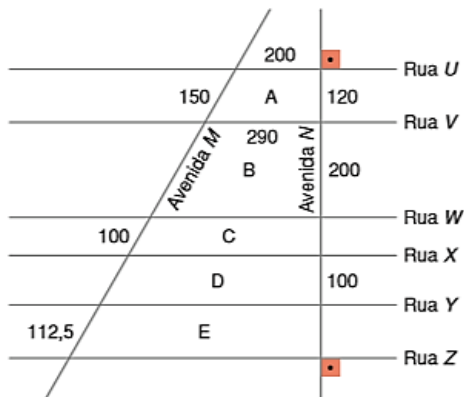 200
Rua U
150 A 120
Rua V
290
Avenida M
Avenida N
B 200
Rua W
100 C
Rua X
D 100
Rua Y
112,5 E
Rua Z